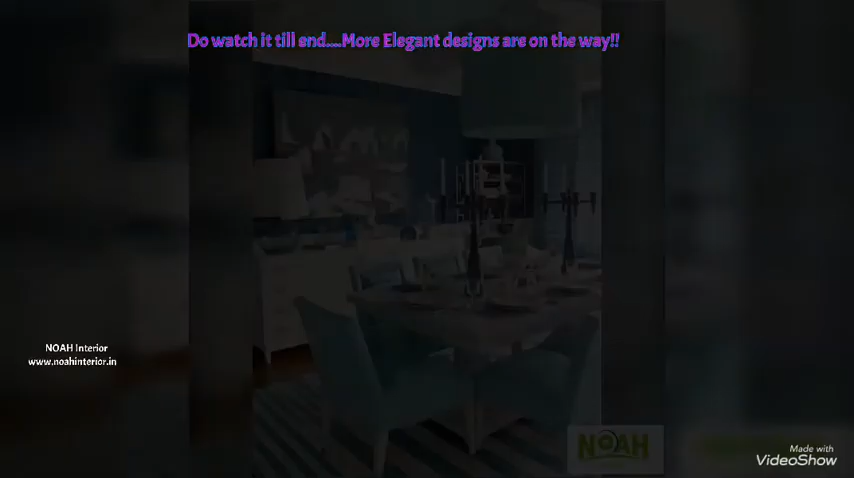 Do watch it till end....More Elegant designs are on the way!!
NOAH Interior
www.noahinterior.in
NOAH
Made with
VideoShow